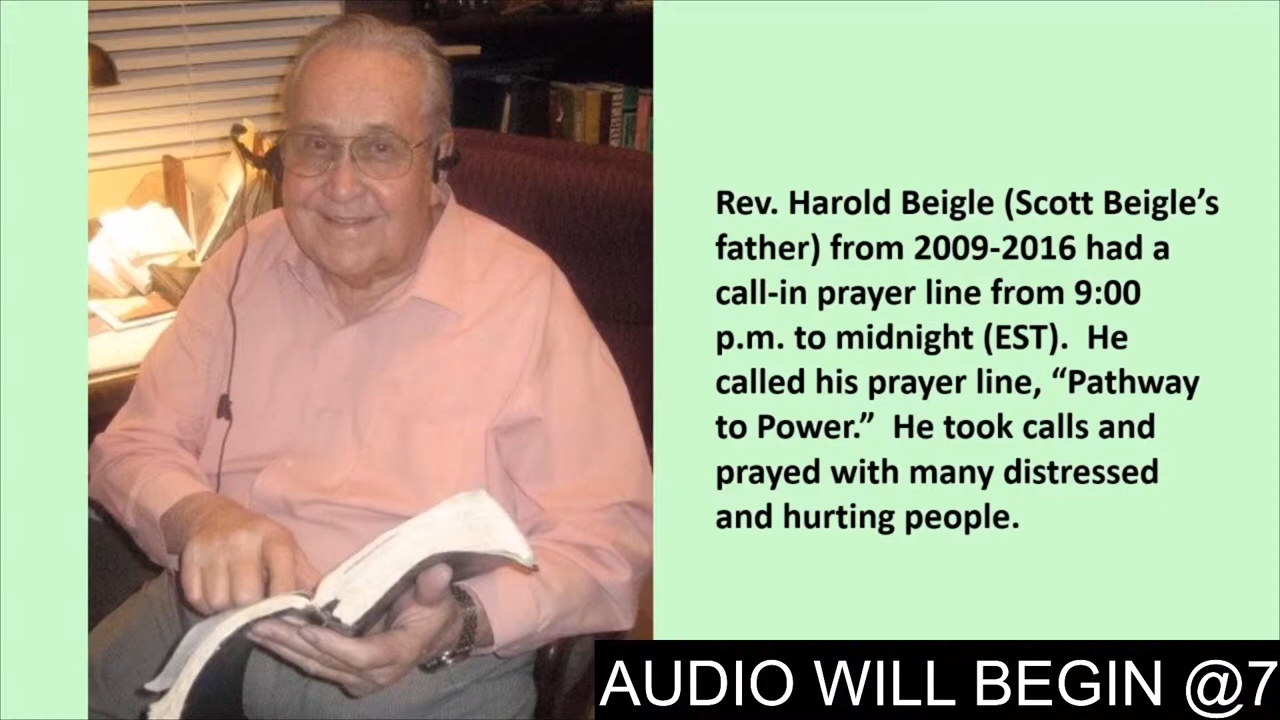 Rev. Harold Beigle (Scott Beigle’s
father) from 2009-2016 had a
call-in prayer line from 9:00
p.m. to midnight (EST).  He
called his prayer line, “Pathway
to Power.”  He took calls and
prayed with many distressed
and hurting people.
AUDIO WILL BEGIN @7